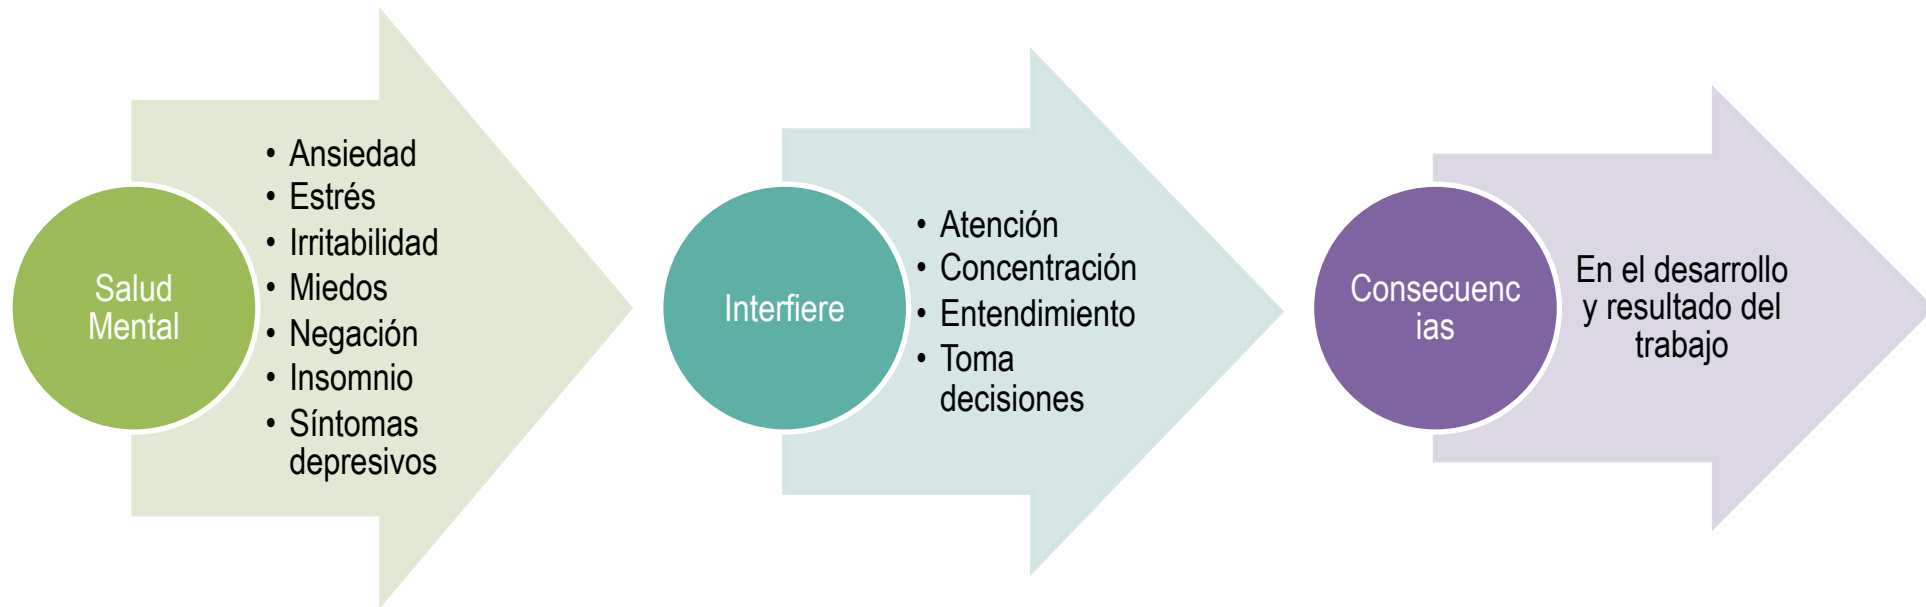 Salud
Mental
• Ansiedad
• Estrés
• Irritabilidad
• Miedos
• Negación
• Insomnio
• Síntomas
depresivos
Interfiere
• Atención
• Concentración
• Entendimiento
• Toma
decisiones
Consecuenc
ias
En el desarrollo
y resultado del
trabajo